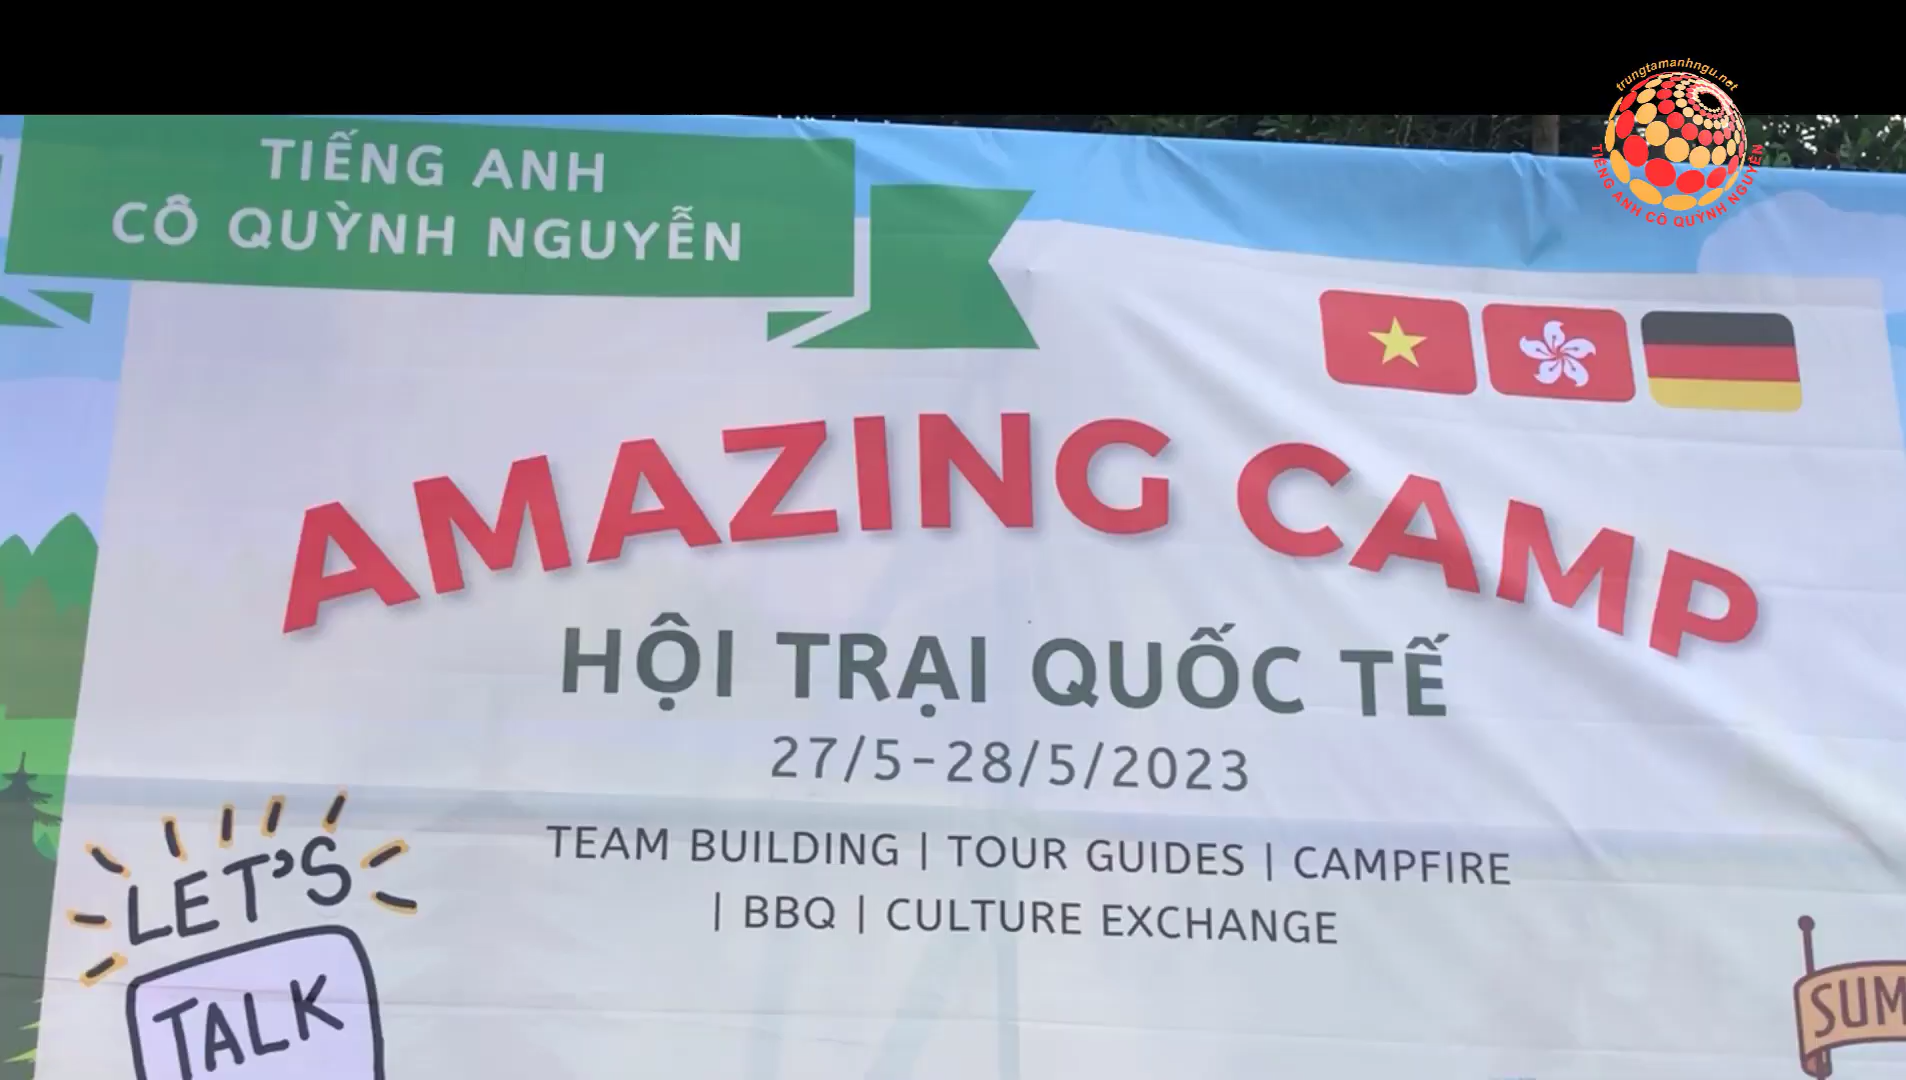 trungtamanhngu.net
TIẾNG ANH CÔ QUỲNH NGUYỄN
TIẾNG ANH
CÔ QUỲNH NGUYỄN
AMAZING CAMP
HỘI TRẠI QUỐC TẾ
27/5-28/5/2023
TEAM BUILDING | TOUR GUIDES | CAMPFIRE
| BBQ | CULTURE EXCHANGE
LET'S
TALK
SUM